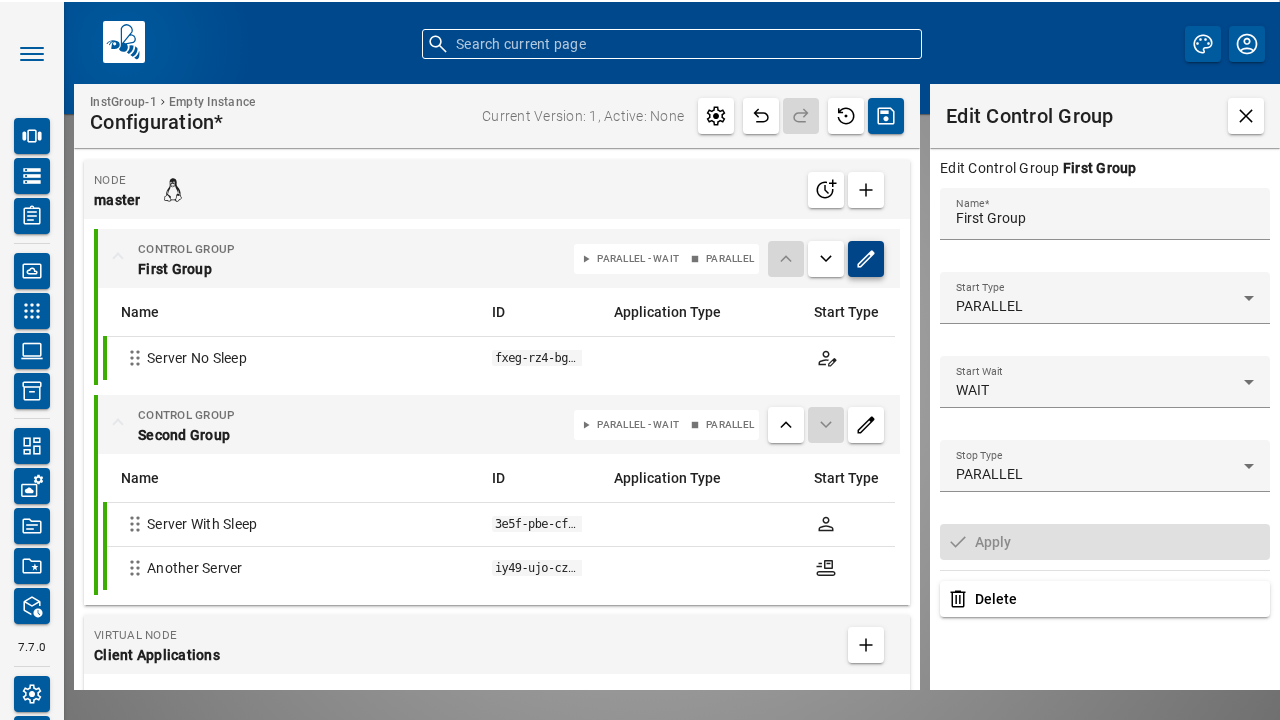 Search current page
InstGroup-1 › Empty Instance
Configuration*
Current Version: 1, Active: None
NODE
master
CONTROL GROUP
First Group
PARALLEL - WAIT
PARALLEL
Name
ID
Application Type
Start Type
Server No Sleep
fxeg-rz4-bg…
CONTROL GROUP
Second Group
PARALLEL - WAIT
PARALLEL
Name
ID
Application Type
Start Type
Server With Sleep
3e5f-pbe-cf…
Another Server
iy49-ujo-cz…
VIRTUAL NODE
Client Applications
Edit Control Group
Edit Control Group First Group
Name*
First Group
Start Type
PARALLEL
Start Wait
WAIT
Stop Type
PARALLEL
Apply
Delete
7.7.0